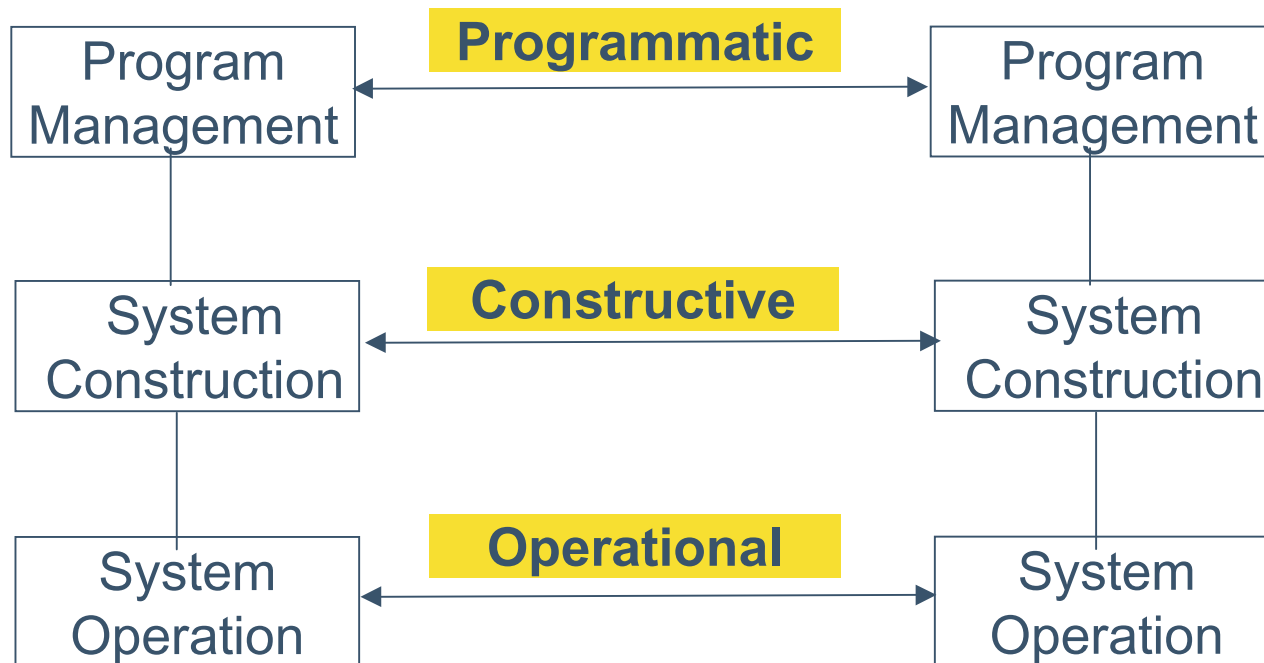 Programmatic
Program
Management
Program
Management
Constructive
System
Construction
System
Construction
Operational
System
Operation
System
Operation